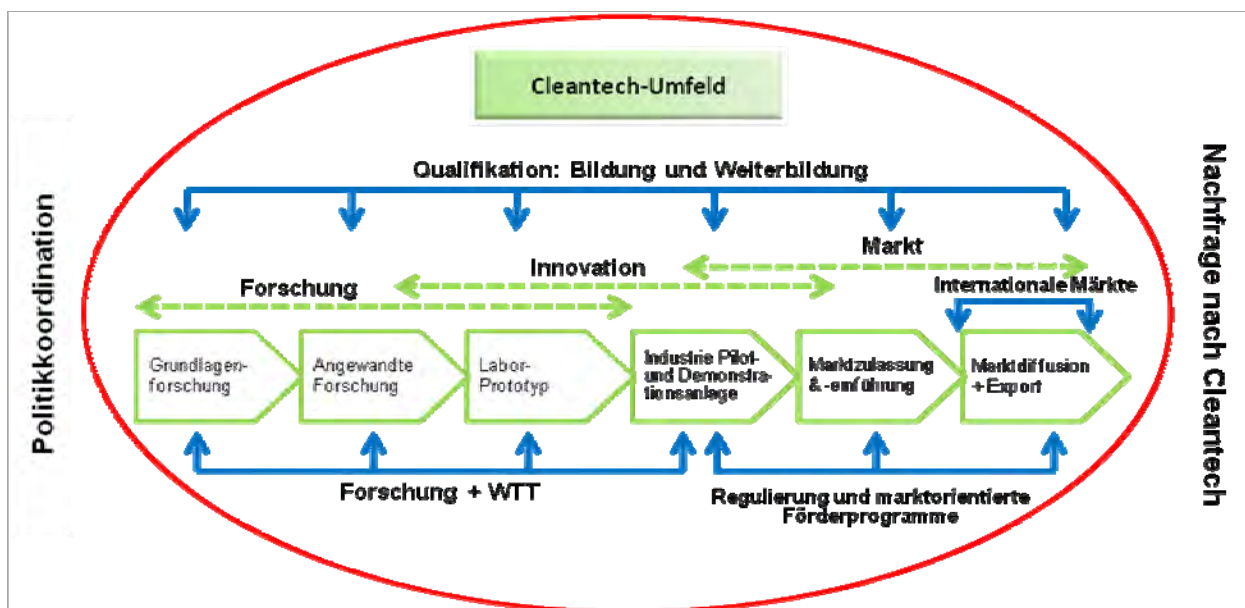 Cleantech-Umfeld
Politikkoordination
Nachfrage nach Cleantech
Qualifikation: Bildung und Weiterbildung
Markt
Innovation
Forschung
Internationale Märkte
Grundlagen-
forschung
Angewandte
Forschung
Labor-
Prototyp
Industrie Pilot-
und Demonstra-
tionsanlage
Marktzulassung
& -einführung
Marktdiffusion
+ Export
Forschung + WTT
Regulierung und marktorientierte
Förderprogramme